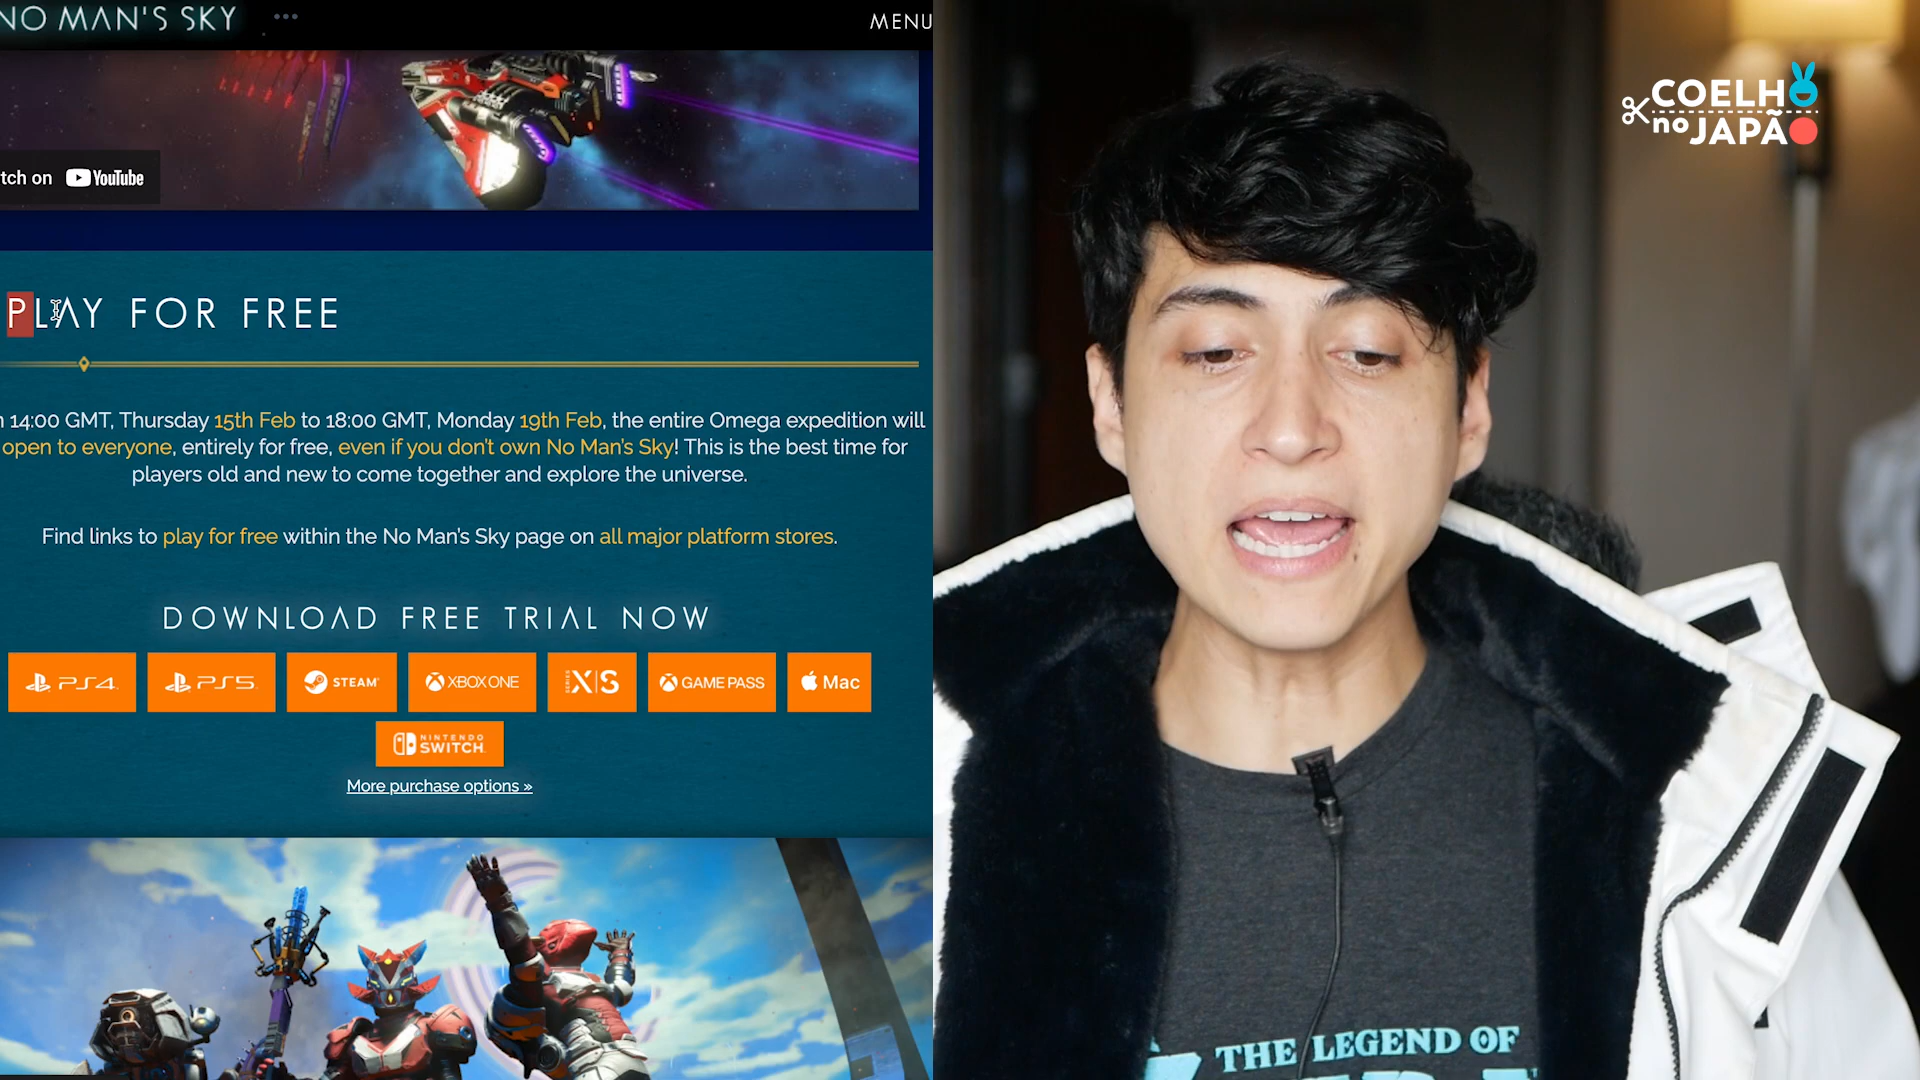 NO MAN'S SKY
MENU
tch on YouTube
PLAY FOR FREE
14:00 GMT, Thursday 15th Feb to 18:00 GMT, Monday 19th Feb, the entire Omega expedition will
open to everyone, entirely for free, even if you don't own No Man's Sky! This is the best time for
players old and new to come together and explore the universe.
Find links to play for free within the No Man's Sky page on all major platform stores.
DOWNLOAD FREE TRIAL NOW
PS4 PS5 STEAM XBOX ONE SERIES X|S GAME PASS Mac
NINTENDO
SWITCH
More purchase options »
COELHO
no JAPÃO
THE LEGEND OF